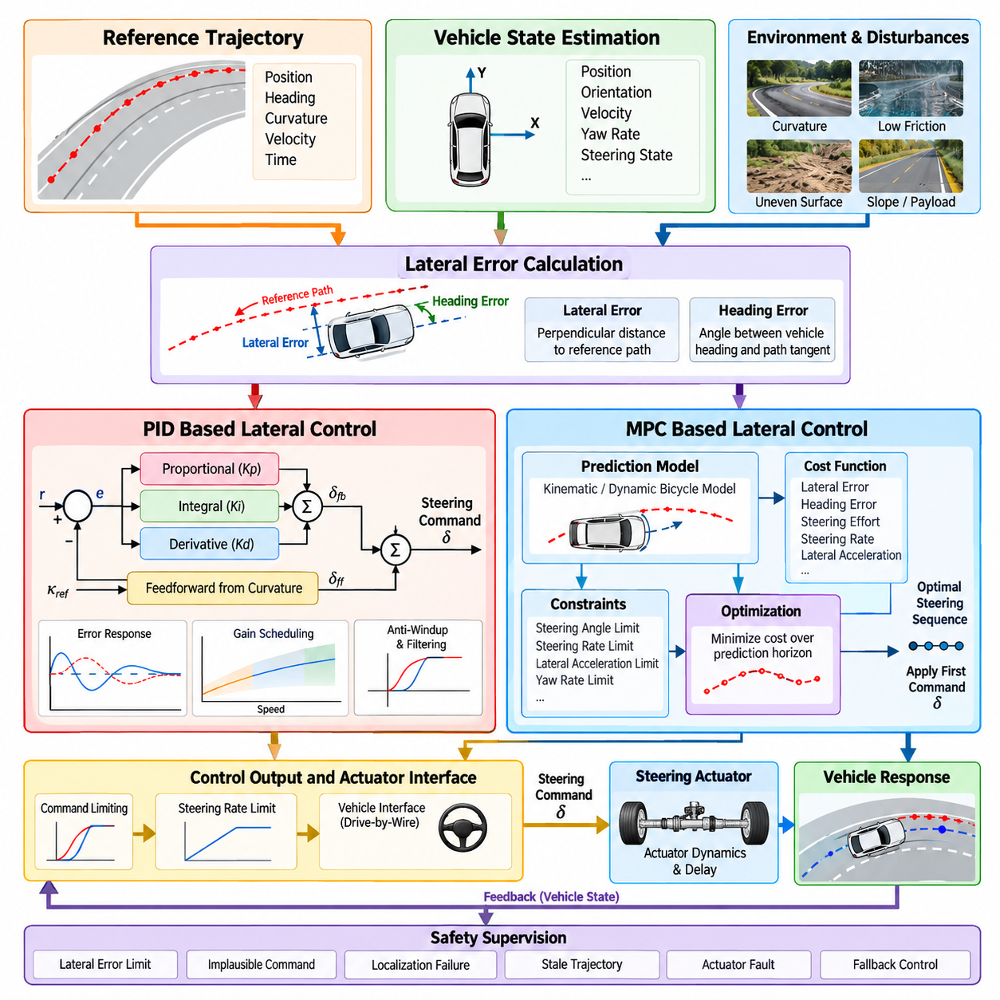 Reference Trajectory
Position
Heading
Curvature
Velocity
Time
Vehicle State Estimation
Y
X
Position
Orientation
Velocity
Yaw Rate
Steering State
...
Environment & Disturbances
Curvature
Low Friction
Uneven Surface
Slope / Payload
Lateral Error Calculation
Reference Path
Heading Error
Lateral Error
Lateral Error
Perpendicular distance
to reference path
Heading Error
Angle between vehicle
heading and path tangent
PID Based Lateral Control
Proportional (Kp)
r
e
+
−
Integral (Ki)
Σ
δfb
Derivative (Kd)
Steering
Command
δ
Σ
κref
Feedforward from Curvature
δff
Error Response
Gain Scheduling
Speed
Anti-Windup
& Filtering
MPC Based Lateral Control
Prediction Model
Kinematic / Dynamic Bicycle Model
Cost Function
Lateral Error
Heading Error
Steering Effort
Steering Rate
Lateral Acceleration
...
Constraints
Steering Angle Limit
Steering Rate Limit
Lateral Acceleration Limit
Yaw Rate Limit
...
Optimization
Minimize cost over
prediction horizon
Optimal
Steering
Sequence
Apply First
Command
δ
Control Output and Actuator Interface
Command Limiting
Steering Rate Limit
Vehicle Interface
(Drive-by-Wire)
Steering
Command
δ
Steering Actuator
Actuator Dynamics
& Delay
Vehicle Response
Feedback (Vehicle State)
Safety Supervision
Lateral Error Limit
Implausible Command
Localization Failure
Stale Trajectory
Actuator Fault
Fallback Control